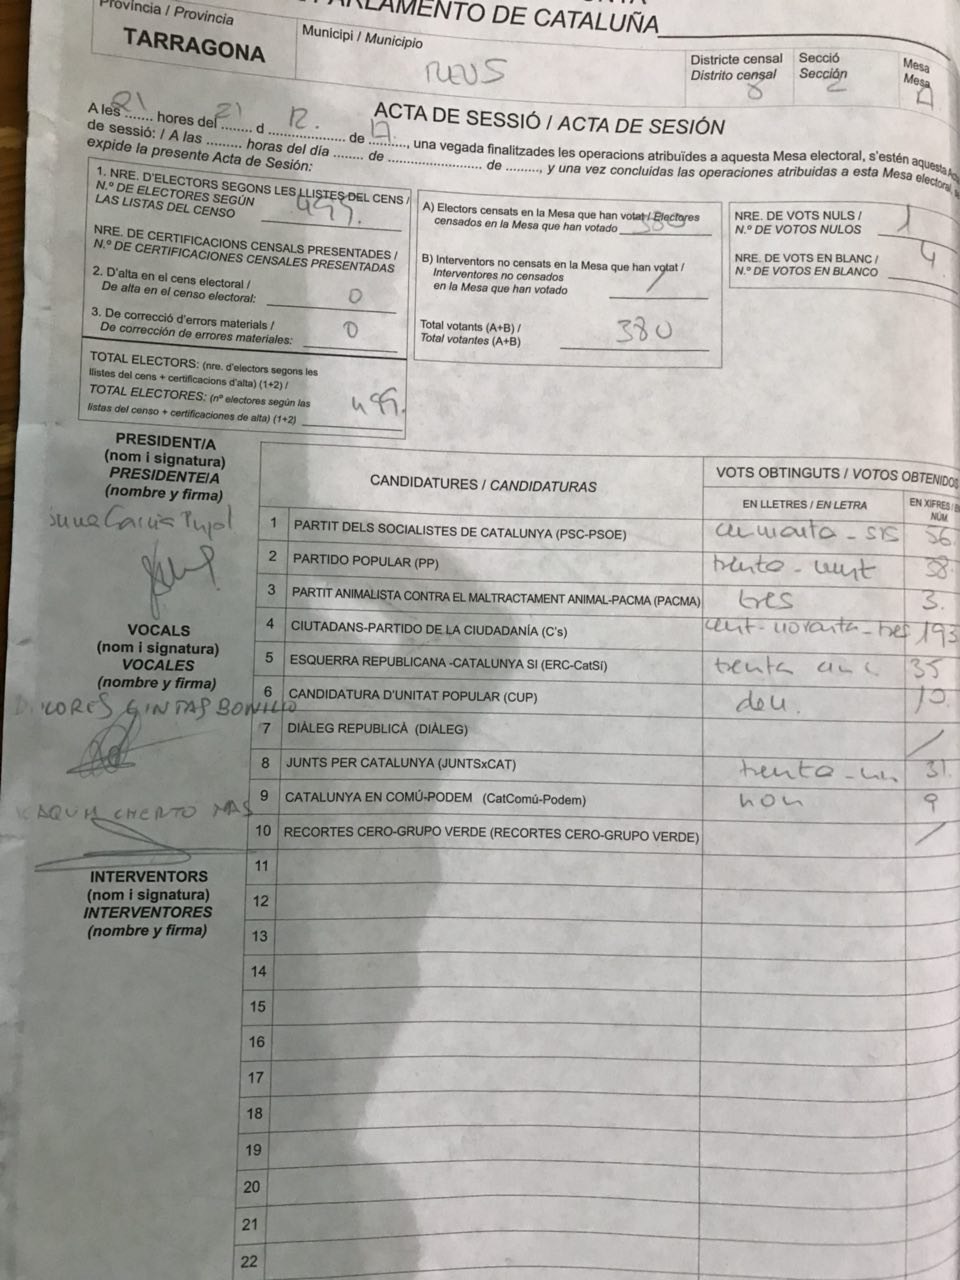 PARLAMENTO DE CATALUÑA
Província / Provincia
TARRAGONA
Municipi / Municipio
REUS
Districte censal
Distrito censal
8
Secció
Sección
2
Mesa
Mesa
A
ACTA DE SESSIÓ / ACTA DE SESIÓN
A les 21 hores del 21 d 12. de 17, una vegada finalitzades les operacions atribuïdes a aquesta Mesa electoral, s'estén aquesta
de sessió: / A las ......... horas del día ........ de ............................ de ........., y una vez concluidas las operaciones atribuidas a esta Mesa electoral,
expide la presente Acta de Sesión:
1. NRE. D'ELECTORS SEGONS LES LLISTES DEL CENS /
N.º DE ELECTORES SEGÚN
LAS LISTAS DEL CENSO 499.
NRE. DE CERTIFICACIONS CENSALS PRESENTADES /
N.º DE CERTIFICACIONES CENSALES PRESENTADAS
2. D'alta en el cens electoral /
De alta en el censo electoral: 0
3. De correcció d'errors materials /
De corrección de errores materiales: 0
TOTAL ELECTORS: (nre. d'electors segons les
llistes del cens + certificacions d'alta) (1+2) /
TOTAL ELECTORES: (nº electores según las
listas del censo + certificaciones de alta) (1+2) 499.
A) Electors censats en la Mesa que han votat / Electores
censados en la Mesa que han votado 380
B) Interventors no censats en la Mesa que han votat /
Interventores no censados
en la Mesa que han votado /
Total votants (A+B) /
Total votantes (A+B) 380
NRE. DE VOTS NULS /
N.º DE VOTOS NULOS 1
NRE. DE VOTS EN BLANC /
N.º DE VOTOS EN BLANCO 4
PRESIDENT/A
(nom i signatura)
PRESIDENTE/A
(nombre y firma)
Garcia Pujol
VOCALS
(nom i signatura)
VOCALES
(nombre y firma)
DOLORES GINTAS BONILLO
CHERTO MAS
INTERVENTORS
(nom i signatura)
INTERVENTORES
(nombre y firma)
CANDIDATURES / CANDIDATURAS
VOTS OBTINGUTS / VOTOS OBTENIDOS
EN LLETRES / EN LETRA
EN XIFRES /
NÚM
1 PARTIT DELS SOCIALISTES DE CATALUNYA (PSC-PSOE) cinquanta-sis 56.
2 PARTIDO POPULAR (PP) trenta-vuit 38.
3 PARTIT ANIMALISTA CONTRA EL MALTRACTAMENT ANIMAL-PACMA (PACMA) tres 3.
4 CIUTADANS-PARTIDO DE LA CIUDADANÍA (C's) cent-noranta-tres 193
5 ESQUERRA REPUBLICANA -CATALUNYA SI (ERC-CatSí) trenta cinc 35
6 CANDIDATURA D'UNITAT POPULAR (CUP) deu. 10
7 DIÀLEG REPUBLICÀ (DIÀLEG) /
8 JUNTS PER CATALUNYA (JUNTSxCAT) trenta-un 31.
9 CATALUNYA EN COMÚ-PODEM (CatComú-Podem) nou 9
10 RECORTES CERO-GRUPO VERDE (RECORTES CERO-GRUPO VERDE) /
11
12
13
14
15
16
17
18
19
20
21
22